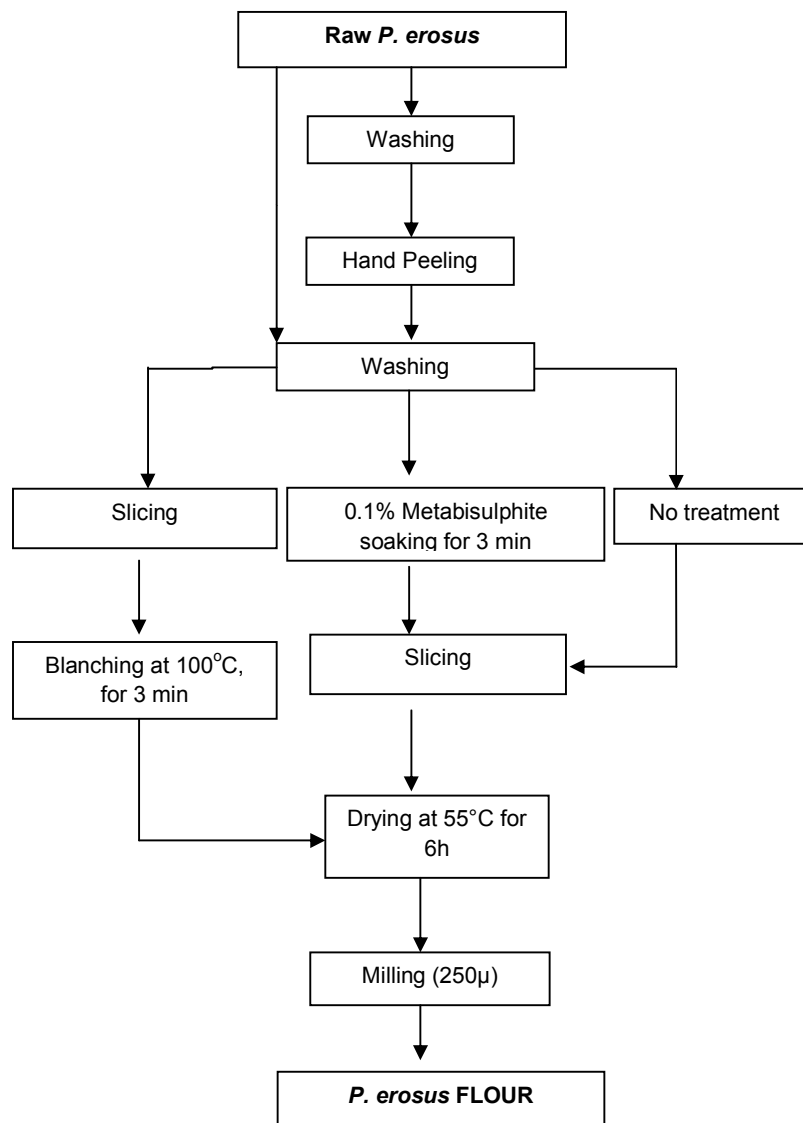 Raw P. erosus
Washing
Hand Peeling
Washing
Slicing
0.1% Metabisulphite
soaking for 3 min
No treatment
Blanching at 100°C,
for 3 min
Slicing
Drying at 55°C for
6h
Milling (250µ)
P. erosus FLOUR